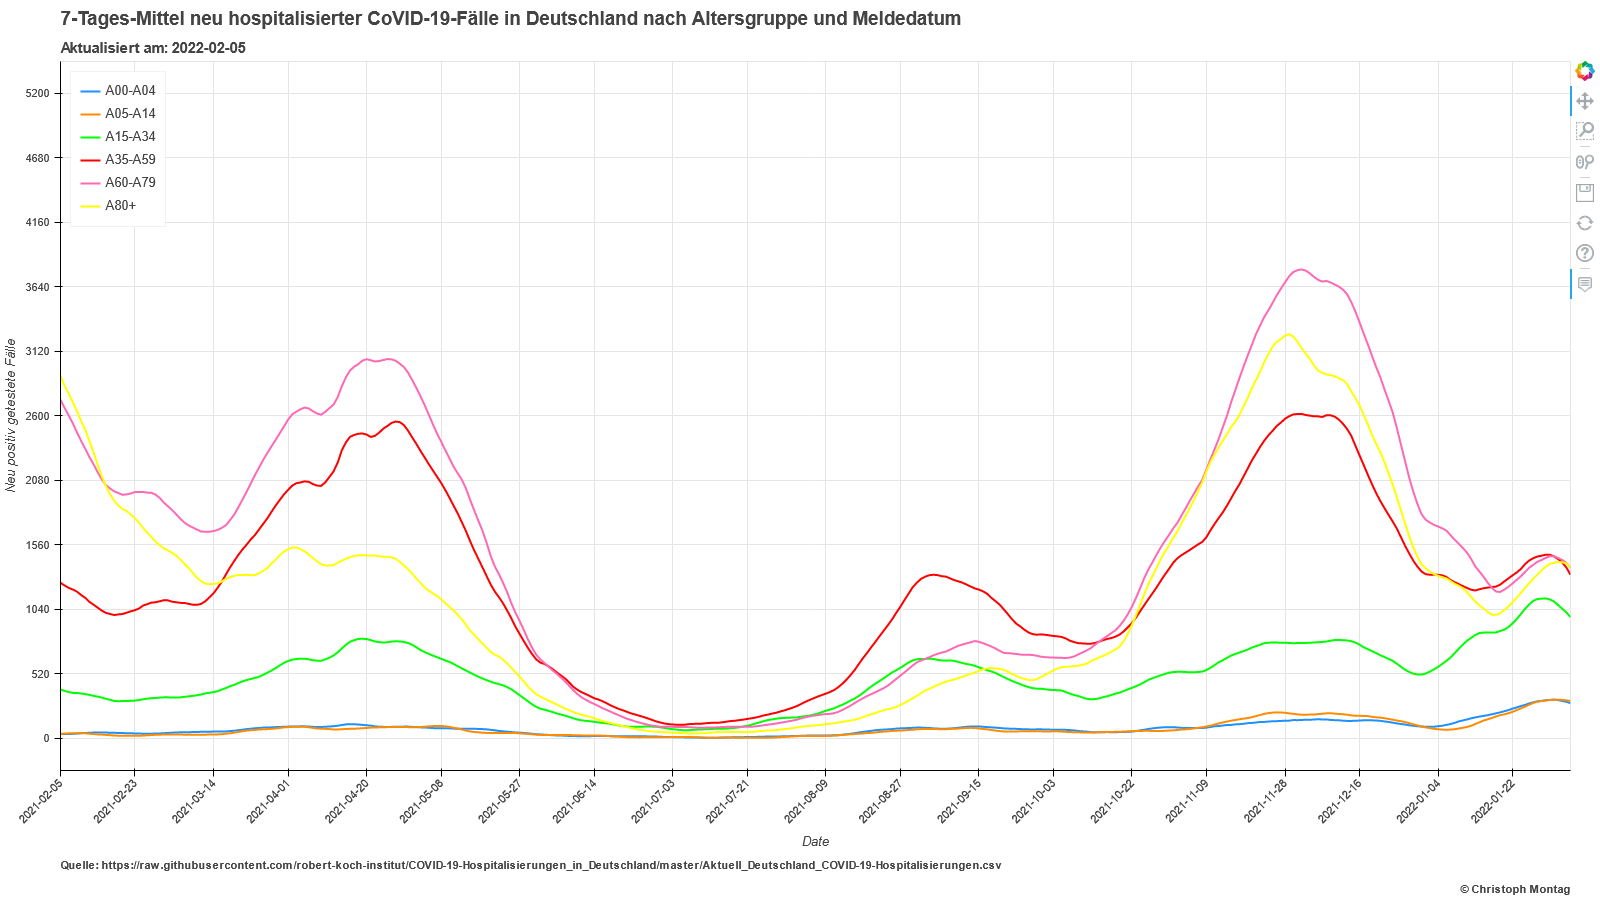 7-Tages-Mittel neu hospitalisierter CoVID-19-Fälle in Deutschland nach Altersgruppe und Meldedatum
Aktualisiert am: 2022-02-05
A00-A04
A05-A14
A15-A34
A35-A59
A60-A79
A80+
5200
4680
4160
3640
3120
2600
2080
1560
1040
520
0
Neu positiv getestete Fälle
2021-02-05
2021-02-23
2021-03-14
2021-04-01
2021-04-20
2021-05-08
2021-05-27
2021-06-14
2021-07-03
2021-07-21
2021-08-09
2021-08-27
2021-09-15
2021-10-03
2021-10-22
2021-11-09
2021-11-28
2021-12-16
2022-01-04
2022-01-22
Date
Quelle: https://raw.githubusercontent.com/robert-koch-institut/COVID-19-Hospitalisierungen_in_Deutschland/master/Aktuell_Deutschland_COVID-19-Hospitalisierungen.csv
© Christoph Montag